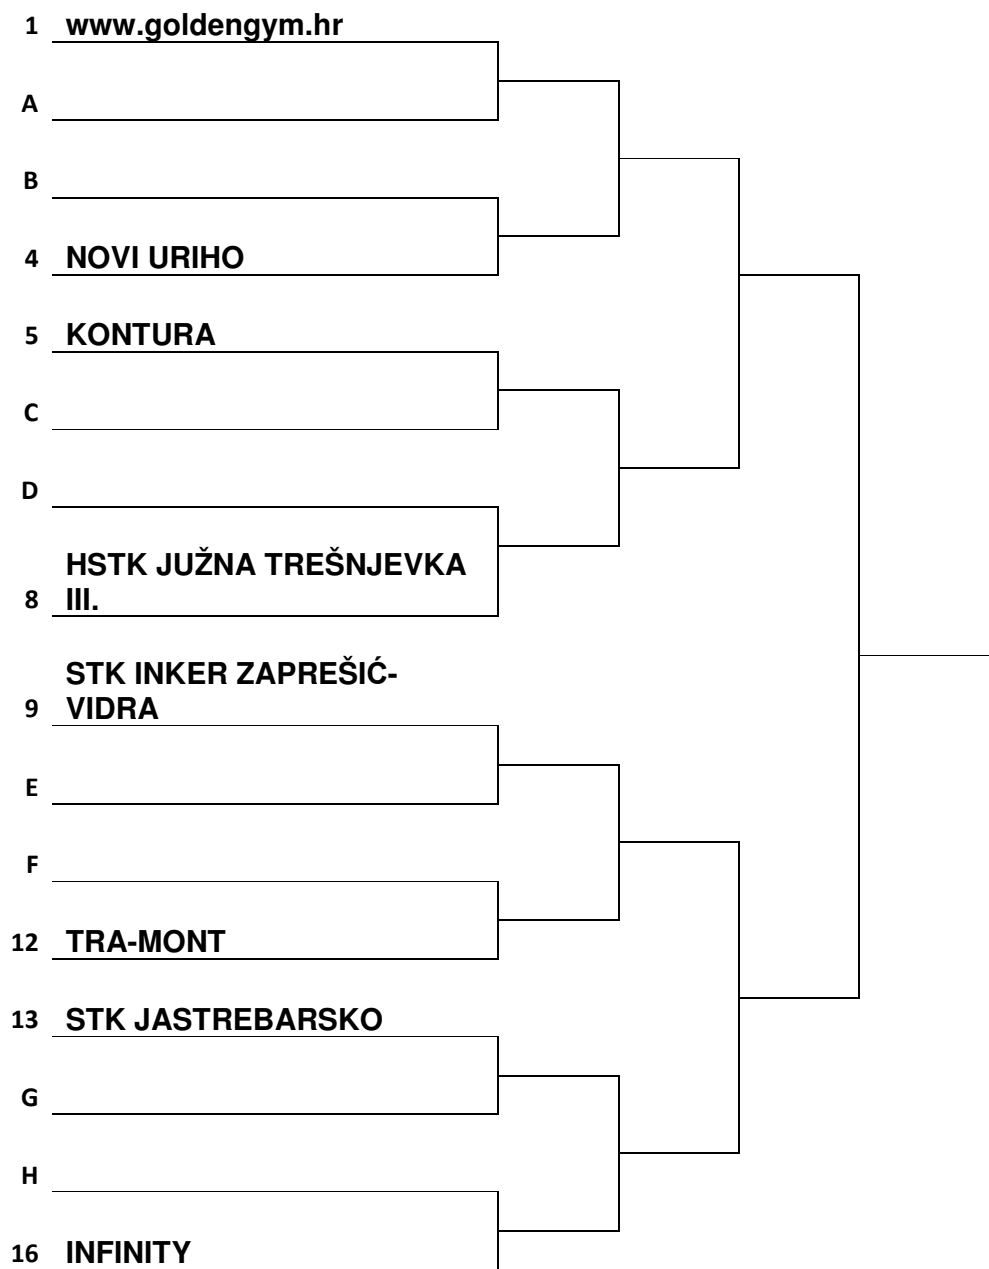 1 www.goldengym.hr
A
B
4 NOVI URIHO
5 KONTURA
C
D
HSTK JUŽNA TREŠNJEVKA
8 III.
STK INKER ZAPREŠIĆ-
9 VIDRA
E
F
12 TRA-MONT
13 STK JASTREBARSKO
G
H
16 INFINITY